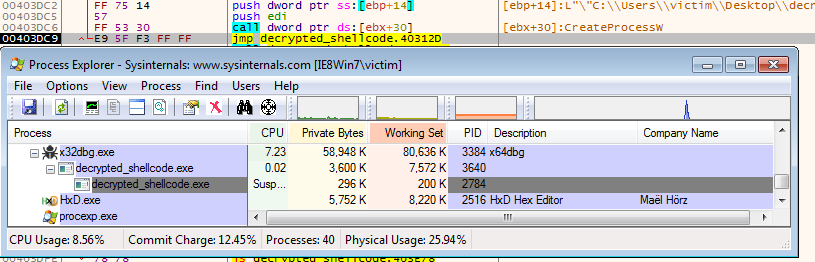 00403DC2 FF 75 14 push dword ptr ss:[ebp+14] [ebp+14]:L"\"C:\\Users\\victim\\Desktop\\decr
00403DC5 57 push edi
00403DC6 FF 53 30 call dword ptr ds:[ebx+30] [ebx+30]:CreateProcessW
00403DC9 E9 5F F3 FF FF jmp decrypted_shellcode.40312D
Process Explorer - Sysinternals: www.sysinternals.com [IE8Win7\victim]
File Options View Process Find Users Help
Process CPU Private Bytes Working Set PID Description Company Name
x32dbg.exe 7.23 58,948 K 80,636 K 3384 x64dbg
decrypted_shellcode.exe 0.02 3,600 K 7,572 K 3640
decrypted_shellcode.exe Susp... 296 K 200 K 2784
HxD.exe 5,752 K 8,220 K 2516 HxD Hex Editor Maël Hörz
procexp.exe
CPU Usage: 8.56% Commit Charge: 12.45% Processes: 40 Physical Usage: 25.94%